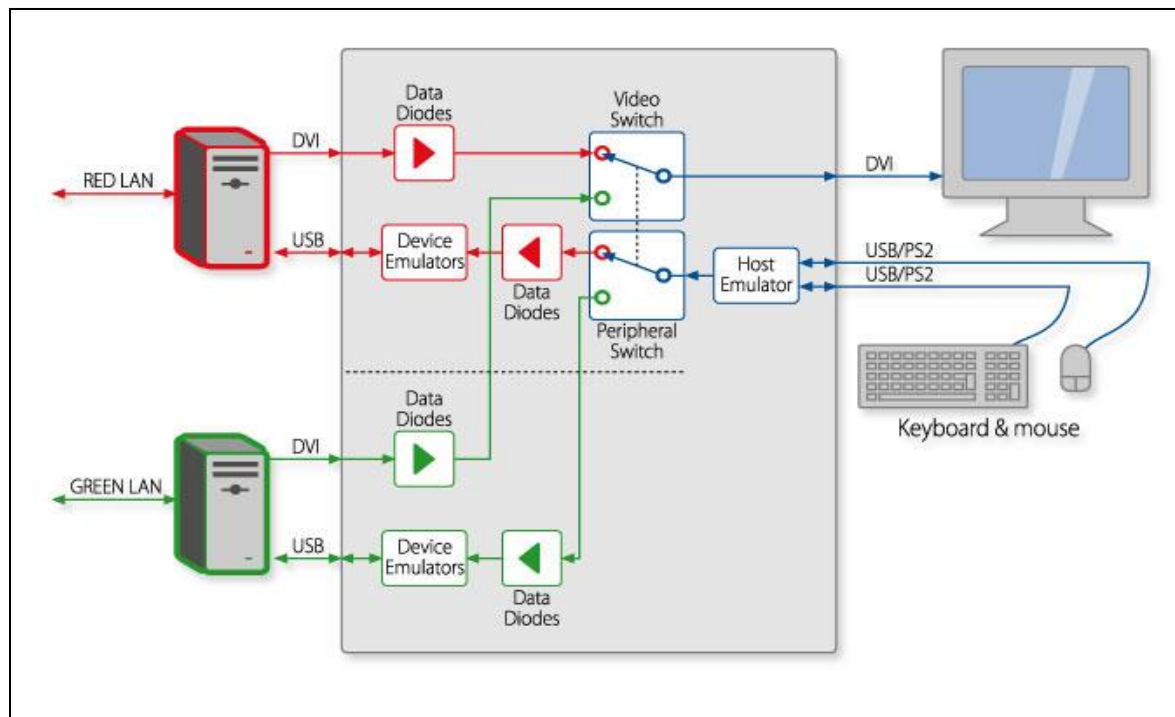 Data
Diodes
Video
Switch
DVI
DVI
RED LAN
USB
Device
Emulators
Data
Diodes
Host
Emulator
USB/PS2
USB/PS2
Peripheral
Switch
Keyboard & mouse
Data
Diodes
DVI
GREEN LAN
USB
Device
Emulators
Data
Diodes